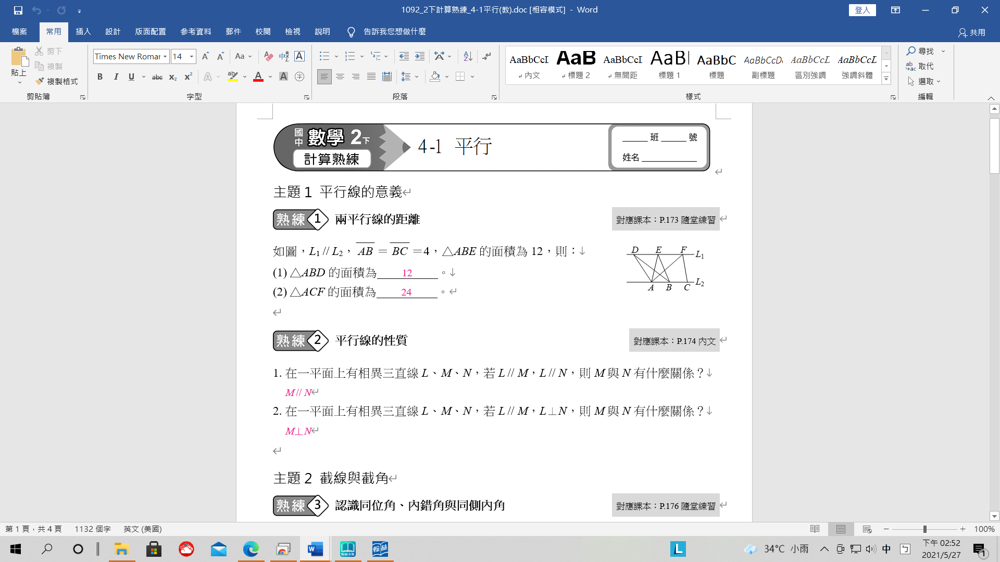 1092_2下計算熟練_4-1平行(教).doc [相容模式] - Word
登入
檔案 常用 插入 設計 版面配置 參考資料 郵件 校閱 檢視 說明 告訴我您想做什麼
共用
貼上
剪下
複製
複製格式
剪貼簿
Times New Roman 14
字型
段落
AaBbCcI AaB AaBbCcI AaBl AaBbC AaBbCcDι AaBbCcL AaBbCcL
內文 標題 2 無間距 標題 1 標題 副標題 區別強調 強調斜體
樣式
尋找
取代
選取
編輯
國中 數學 2下
計算熟練
4-1 平行
班 號
姓名
主題 1 平行線的意義
熟練 1 兩平行線的距離 對應課本：P.173 隨堂練習
如圖，L1 // L2， AB ＝ BC ＝4，△ABE 的面積為 12，則：
(1) △ABD 的面積為 12 。
(2) △ACF 的面積為 24 。
D E F L1
A B C L2
熟練 2 平行線的性質 對應課本：P.174 內文
1. 在一平面上有相異三直線 L、M、N，若 L // M，L // N，則 M 與 N 有什麼關係？
M // N
2. 在一平面上有相異三直線 L、M、N，若 L // M，L⊥N，則 M 與 N 有什麼關係？
M⊥N
主題 2 截線與截角
熟練 3 認識同位角、內錯角與同側內角 對應課本：P.176 隨堂練習
第 1 頁，共 4 頁 1132 個字 英文 (美國)
100%
34°C 小雨
中 ㄅ
下午 02:52
2021/5/27
1